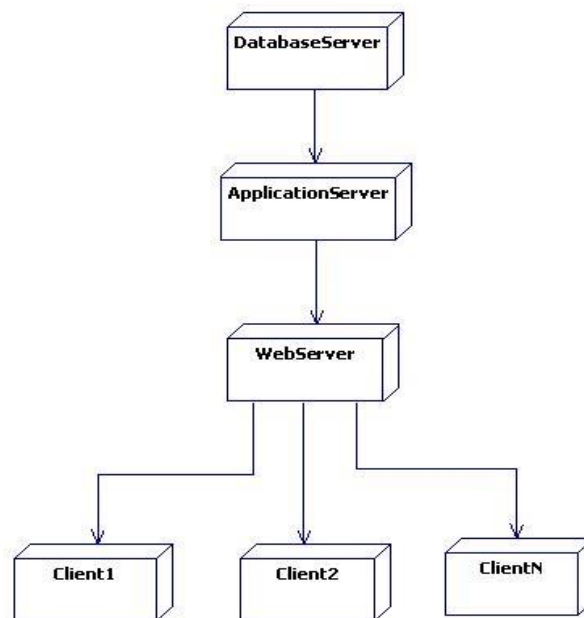 DatabaseServer
ApplicationServer
WebServer
Client1
Client2
ClientN